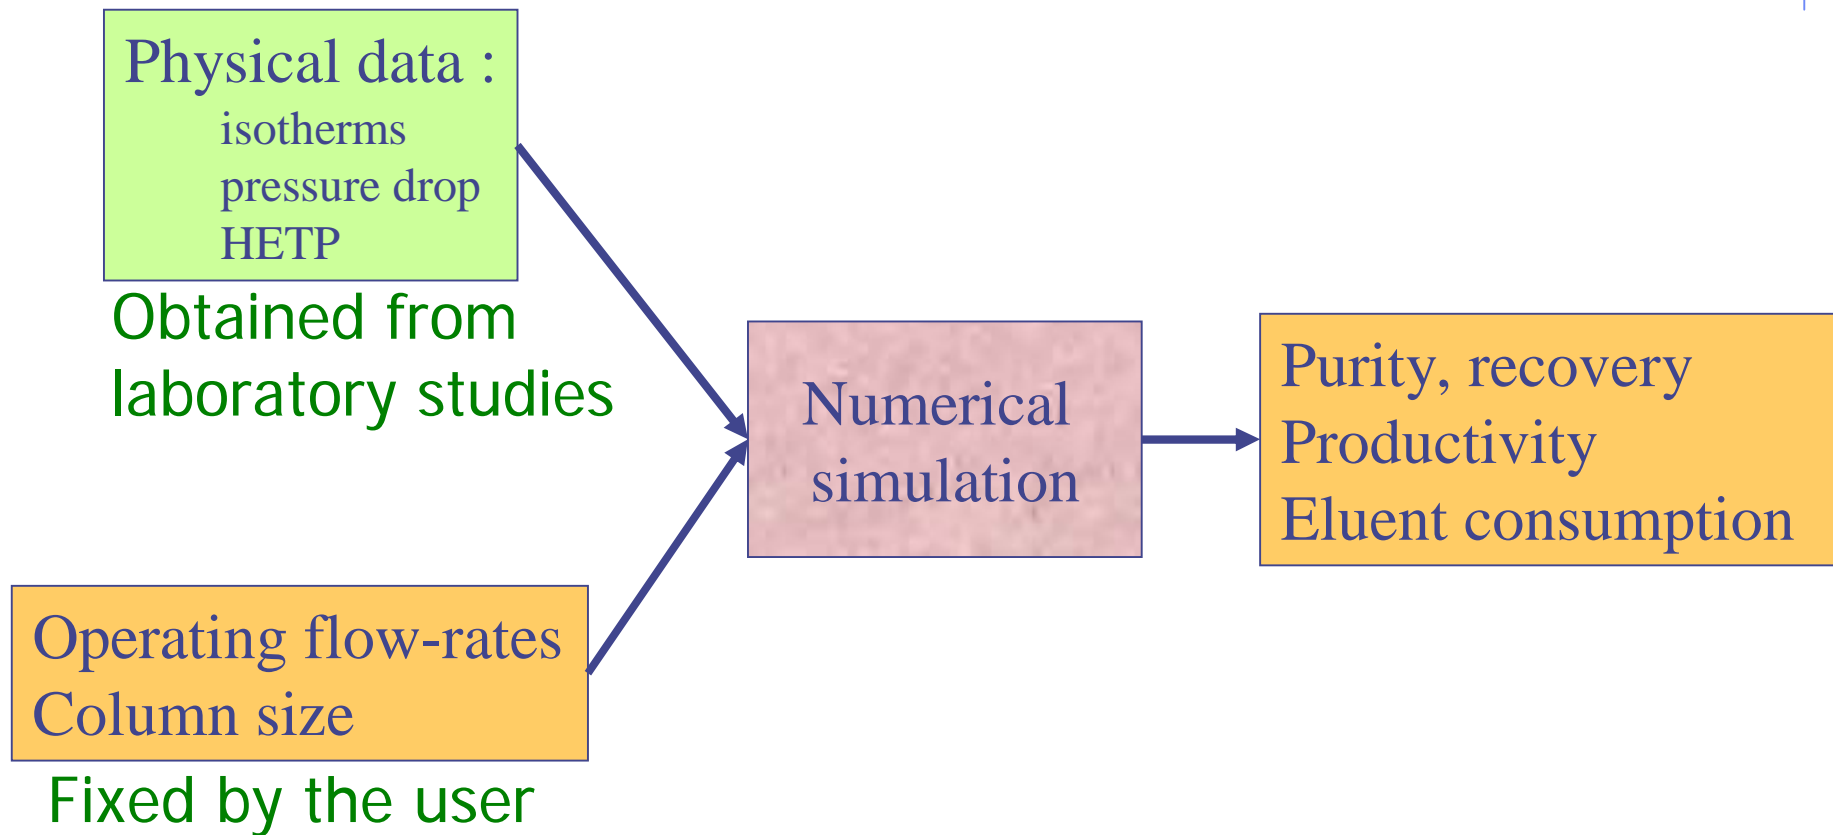 Physical data :
isotherms
pressure drop
HETP
Obtained from
laboratory studies
Numerical
simulation
Purity, recovery
Productivity
Eluent consumption
Operating flow-rates
Column size
Fixed by the user